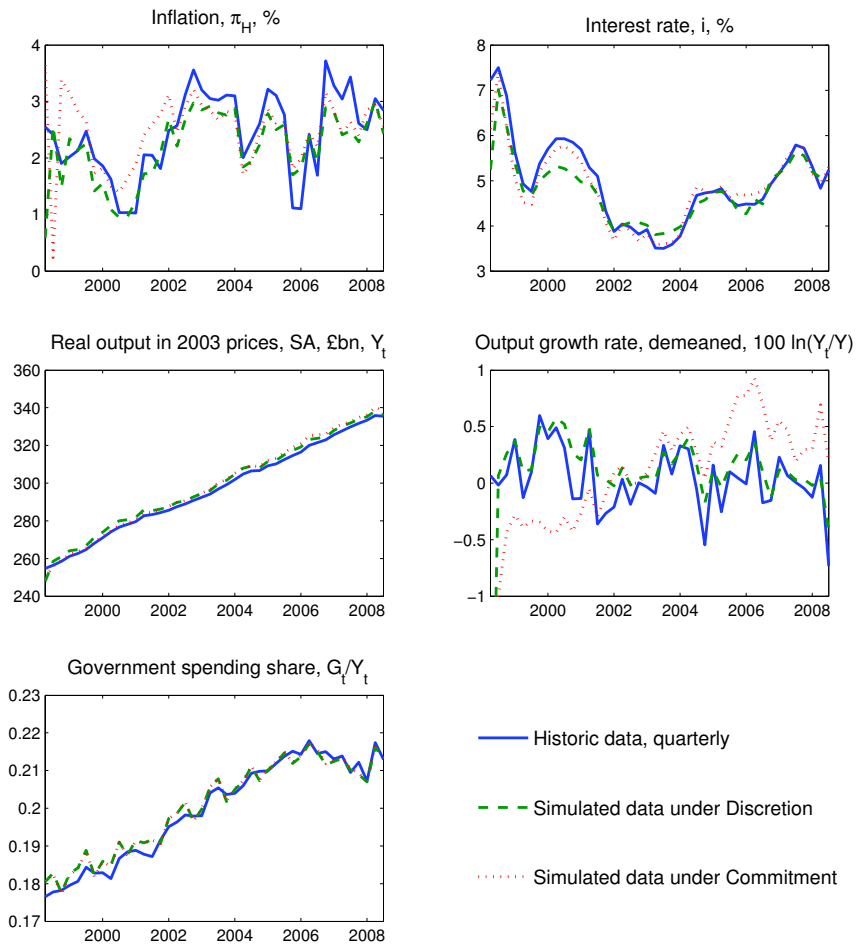 Inflation, π_H, %
4
3
2
1
0
2000 2002 2004 2006 2008
Interest rate, i, %
8
7
6
5
4
3
2000 2002 2004 2006 2008
Real output in 2003 prices, SA, £bn, Y_t
360
340
320
300
280
260
240
2000 2002 2004 2006 2008
Output growth rate, demeaned, 100 ln(Y_t/Y)
1
0.5
0
−0.5
−1
2000 2002 2004 2006 2008
Government spending share, G_t/Y_t
0.23
0.22
0.21
0.2
0.19
0.18
0.17
2000 2002 2004 2006 2008
Historic data, quarterly
Simulated data under Discretion
Simulated data under Commitment